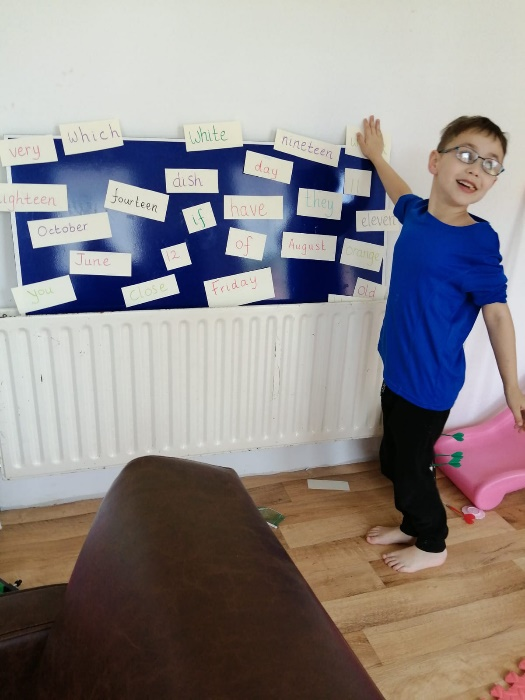 very
which
white
nineteen
day
dish
fourteen
if
have
they
eleven
October
of
August
orange
June
12
you
close
Friday
old